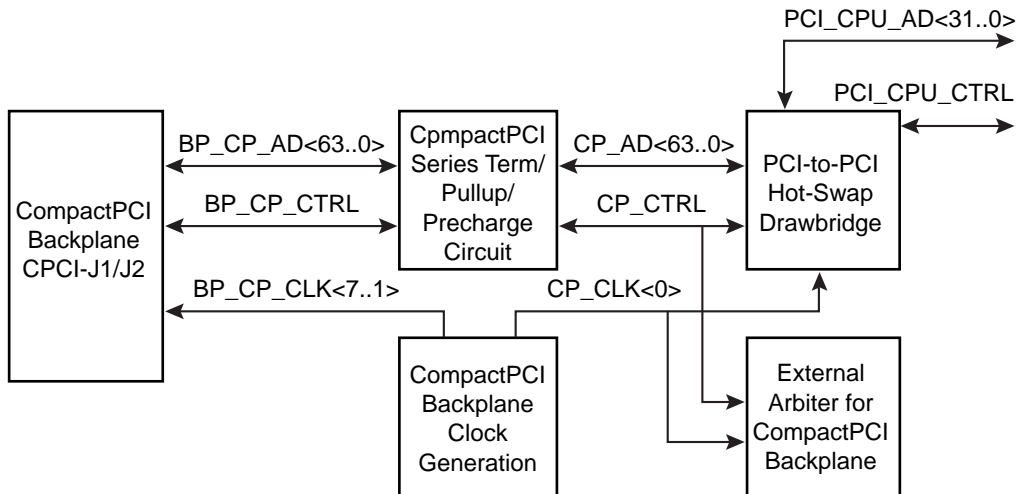 PCI_CPU_AD<31..0>
PCI_CPU_CTRL
BP_CP_AD<63..0>
CpmpactPCI
Series Term/
Pullup/
Precharge
Circuit
CP_AD<63..0>
PCI-to-PCI
Hot-Swap
Drawbridge
CompactPCI
Backplane
CPCI-J1/J2
BP_CP_CTRL
CP_CTRL
BP_CP_CLK<7..1>
CP_CLK<0>
CompactPCI
Backplane
Clock
Generation
External
Arbiter for
CompactPCI
Backplane